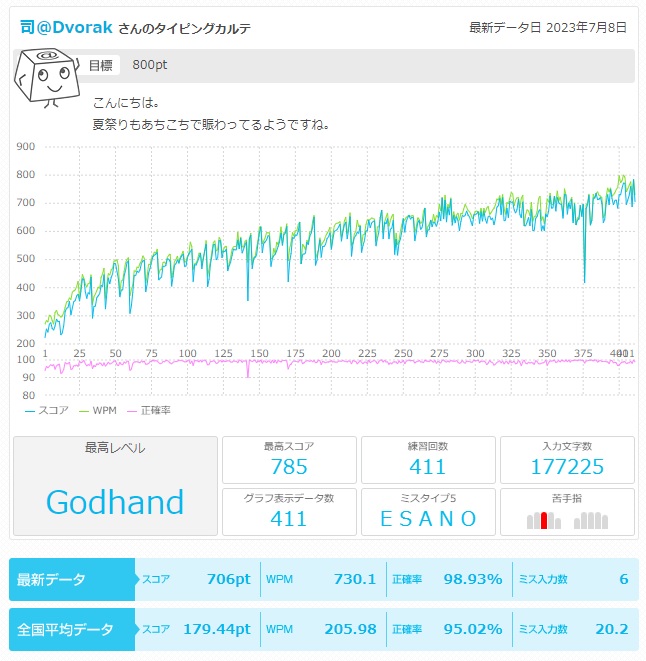 司@Dvorak さんのタイピングカルテ
最新データ日 2023年7月8日
目標 800pt
こんにちは。
夏祭りもあちこちで賑わってるようですね。
900
800
700
600
500
400
300
200
1 25 50 75 100 125 150 175 200 225 250 275 300 325 350 375 400 411
100
90
80
スコア WPM 正確率
最高レベル
Godhand
最高スコア
785
練習回数
411
入力文字数
177225
グラフ表示データ数
411
ミスタイプ5
E S A N O
苦手指
最新データ スコア 706pt WPM 730.1 正確率 98.93% ミス入力数 6
全国平均データ スコア 179.44pt WPM 205.98 正確率 95.02% ミス入力数 20.2